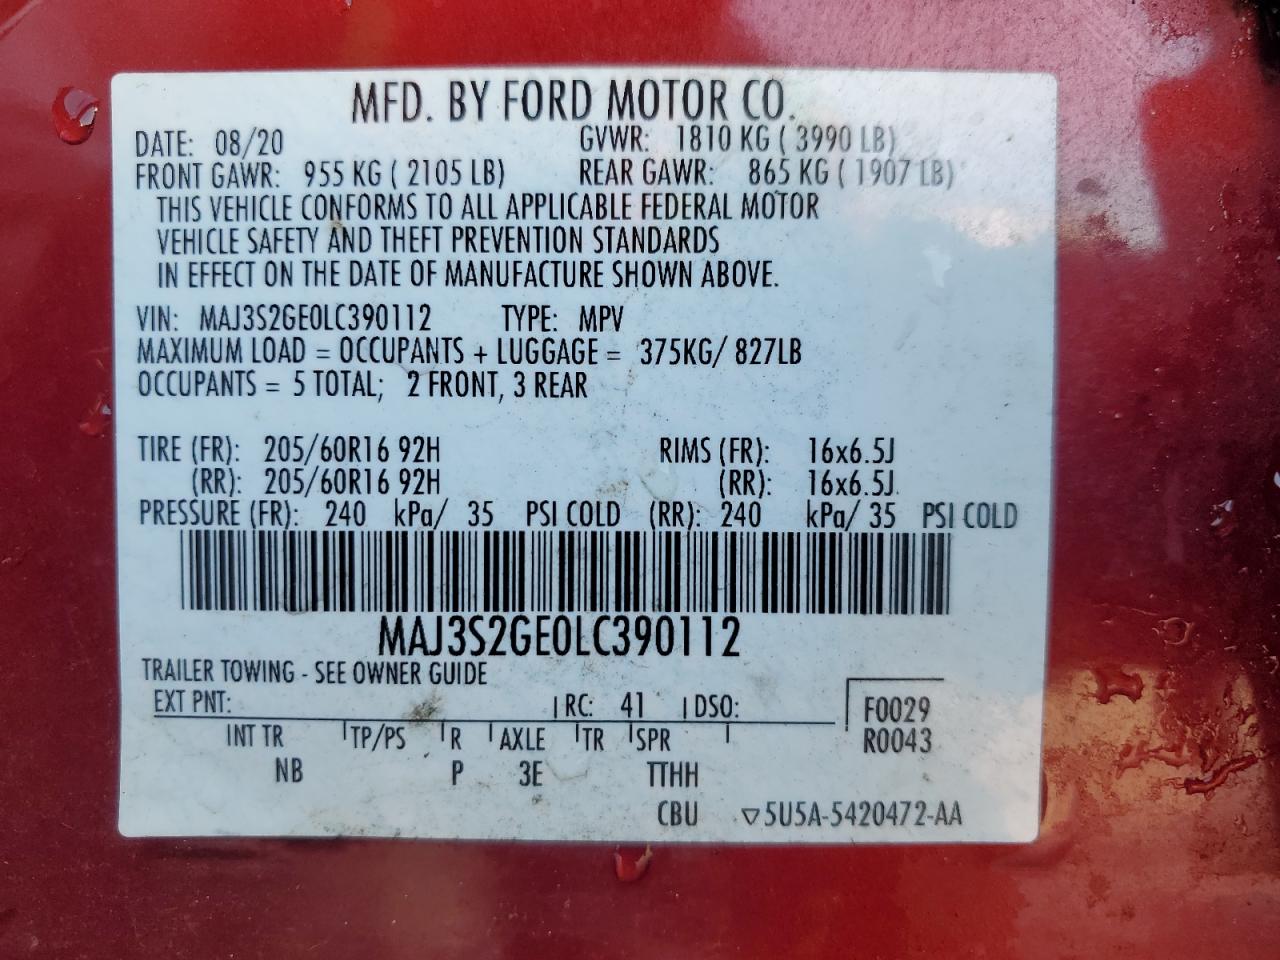 MFD. BY FORD MOTOR CO.
DATE: 08/20 GVWR: 1810 KG ( 3990 LB)
FRONT GAWR: 955 KG ( 2105 LB) REAR GAWR: 865 KG ( 1907 LB)
THIS VEHICLE CONFORMS TO ALL APPLICABLE FEDERAL MOTOR
VEHICLE SAFETY AND THEFT PREVENTION STANDARDS
IN EFFECT ON THE DATE OF MANUFACTURE SHOWN ABOVE.
VIN: MAJ3S2GE0LC390112 TYPE: MPV
MAXIMUM LOAD = OCCUPANTS + LUGGAGE = 375KG/ 827LB
OCCUPANTS = 5 TOTAL; 2 FRONT, 3 REAR
TIRE (FR): 205/60R16 92H RIMS (FR): 16x6.5J
(RR): 205/60R16 92H (RR): 16x6.5J
PRESSURE (FR): 240 kPa/ 35 PSI COLD (RR): 240 kPa/ 35 PSI COLD
MAJ3S2GE0LC390112
TRAILER TOWING - SEE OWNER GUIDE
EXT PNT: RC: 41 DSO: F0029
INT TR TP/PS R AXLE TR SPR R0043
NB P 3E TTHH
CBU ▽5U5A-5420472-AA